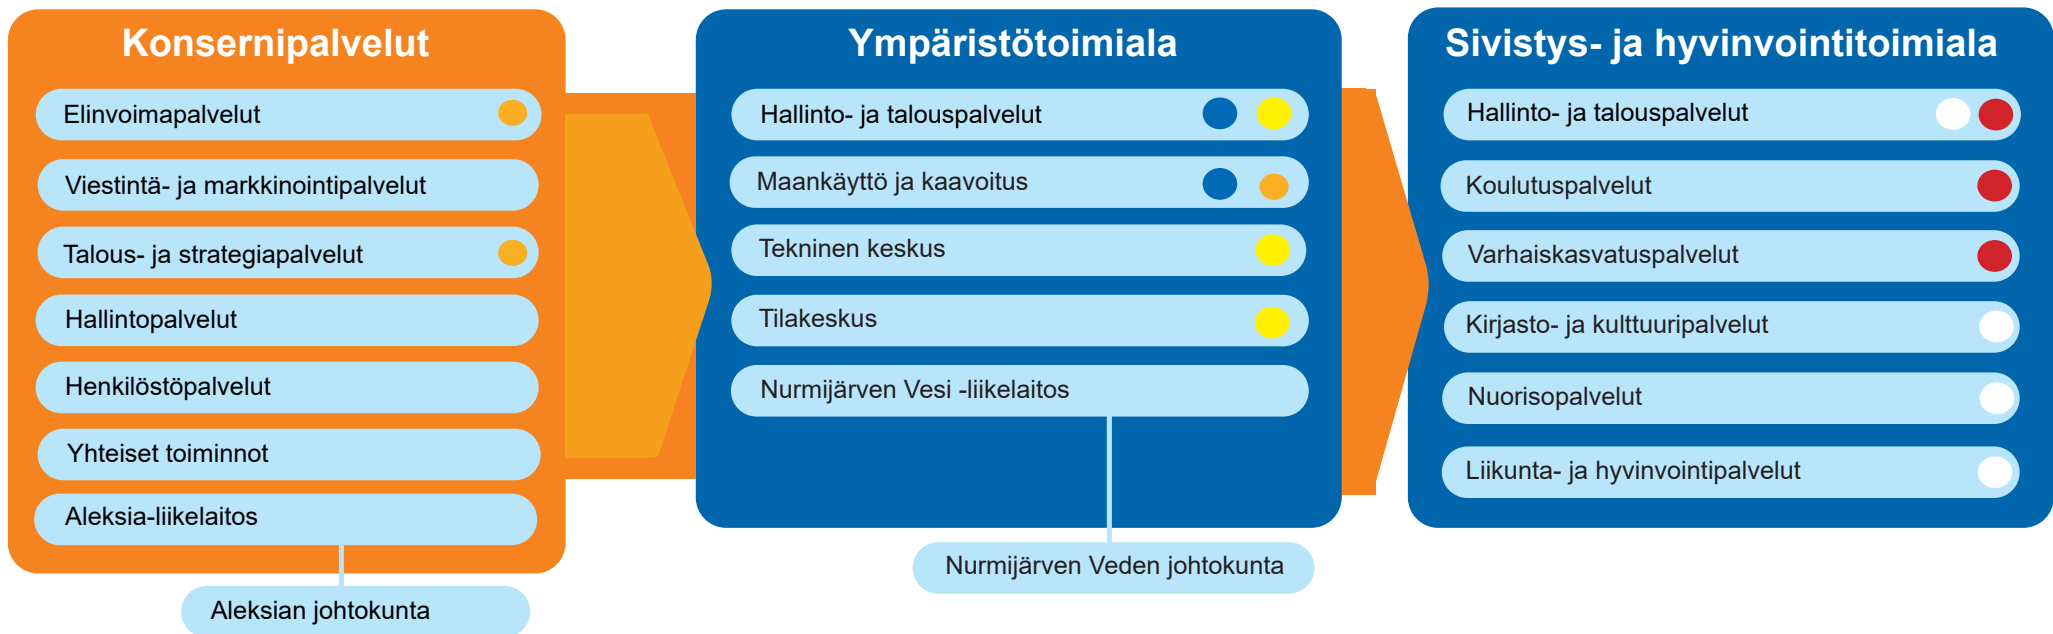 Konsernipalvelut
Elinvoimapalvelut
Viestintä- ja markkinointipalvelut
Talous- ja strategiapalvelut
Hallintopalvelut
Henkilöstöpalvelut
Yhteiset toiminnot
Aleksia-liikelaitos
Aleksian johtokunta
Ympäristötoimiala
Hallinto- ja talouspalvelut
Maankäyttö ja kaavoitus
Tekninen keskus
Tilakeskus
Nurmijärven Vesi -liikelaitos
Nurmijärven Veden johtokunta
Sivistys- ja hyvinvointitoimiala
Hallinto- ja talouspalvelut
Koulutuspalvelut
Varhaiskasvatuspalvelut
Kirjasto- ja kulttuuripalvelut
Nuorisopalvelut
Liikunta- ja hyvinvointipalvelut